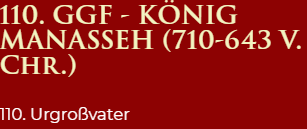 110. GGF - KÖNIG
MANASSEH (710-643 V.
CHR.)
110. Urgroßvater